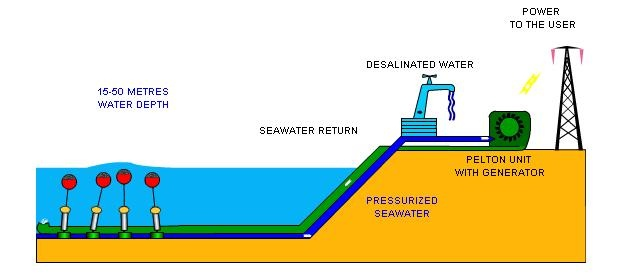 POWER
TO THE USER
DESALINATED WATER
15-50 METRES
WATER DEPTH
SEAWATER RETURN
PELTON UNIT
WITH GENERATOR
PRESSURIZED
SEAWATER